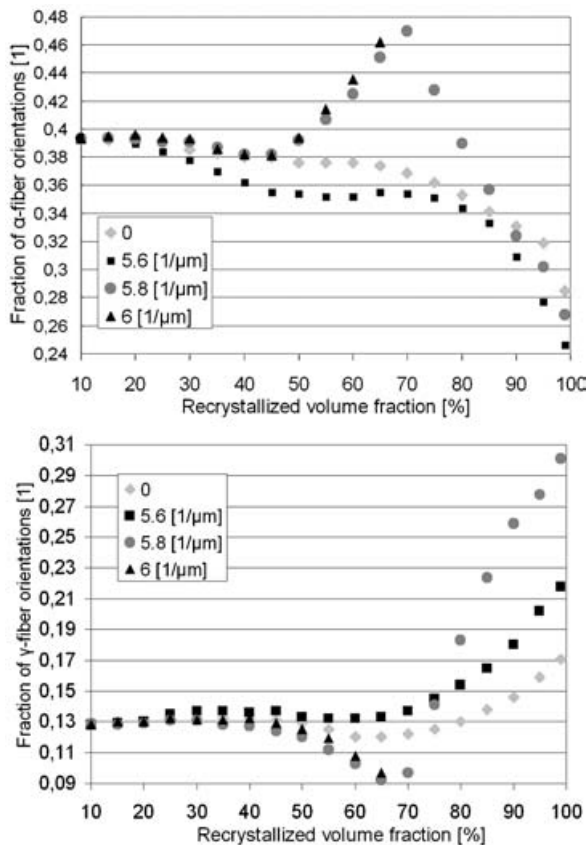 0,48
0,46
0,44
0,42
0,4
0,38
0,36
0,34
0,32
0,3
0,28
0,26
0,24
Fraction of α-fiber orientations [1]
0
5.6 [1/µm]
5.8 [1/µm]
6 [1/µm]
10 20 30 40 50 60 70 80 90 100
Recrystallized volume fraction [%]
0,31
0,29
0,27
0,25
0,23
0,21
0,19
0,17
0,15
0,13
0,11
0,09
Fraction of γ-fiber orientations [1]
0
5.6 [1/µm]
5.8 [1/µm]
6 [1/µm]
10 20 30 40 50 60 70 80 90 100
Recrystallized volume fraction [%]